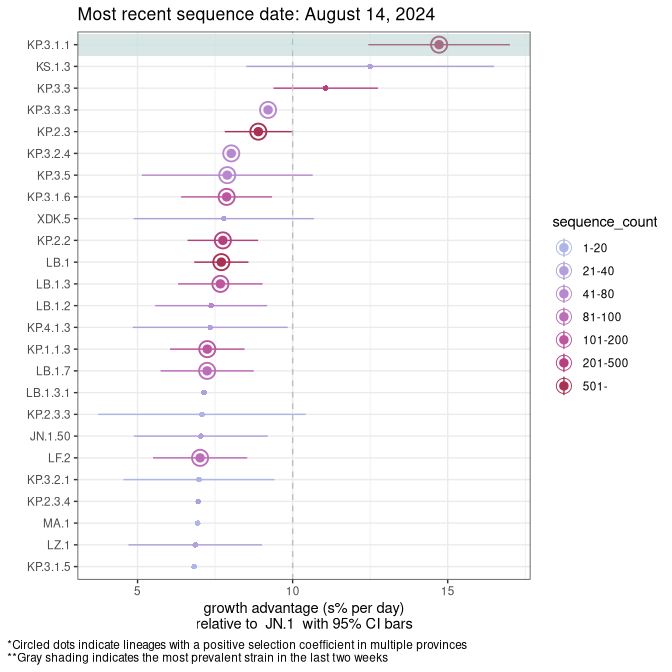 Most recent sequence date: August 14, 2024
KP.3.1.1
KS.1.3
KP.3.3
KP.3.3.3
KP.2.3
KP.3.2.4
KP.3.5
KP.3.1.6
XDK.5
KP.2.2
LB.1
LB.1.3
LB.1.2
KP.4.1.3
KP.1.1.3
LB.1.7
LB.1.3.1
KP.2.3.3
JN.1.50
LF.2
KP.3.2.1
KP.2.3.4
MA.1
LZ.1
KP.3.1.5
5 10 15
growth advantage (s% per day)
relative to JN.1 with 95% CI bars
sequence_count
1-20
21-40
41-80
81-100
101-200
201-500
501-
*Circled dots indicate lineages with a positive selection coefficient in multiple provinces
**Gray shading indicates the most prevalent strain in the last two weeks